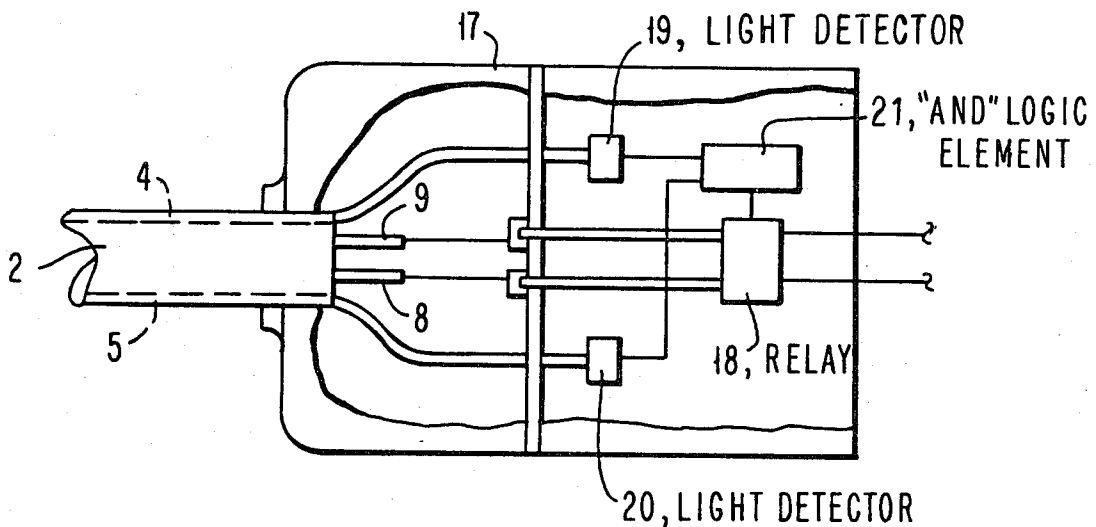 17
19, LIGHT DETECTOR
21, "AND" LOGIC
ELEMENT
4
9
2
8
5
18, RELAY
20, LIGHT DETECTOR